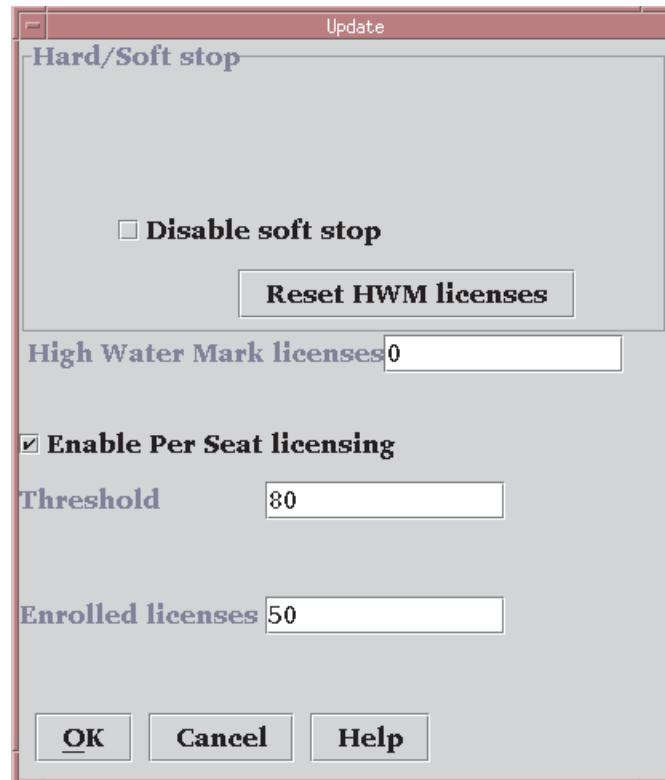 Update
Hard/Soft stop
Disable soft stop
Reset HWM licenses
High Water Mark licenses 0
Enable Per Seat licensing
Threshold 80
Enrolled licenses 50
OK Cancel Help